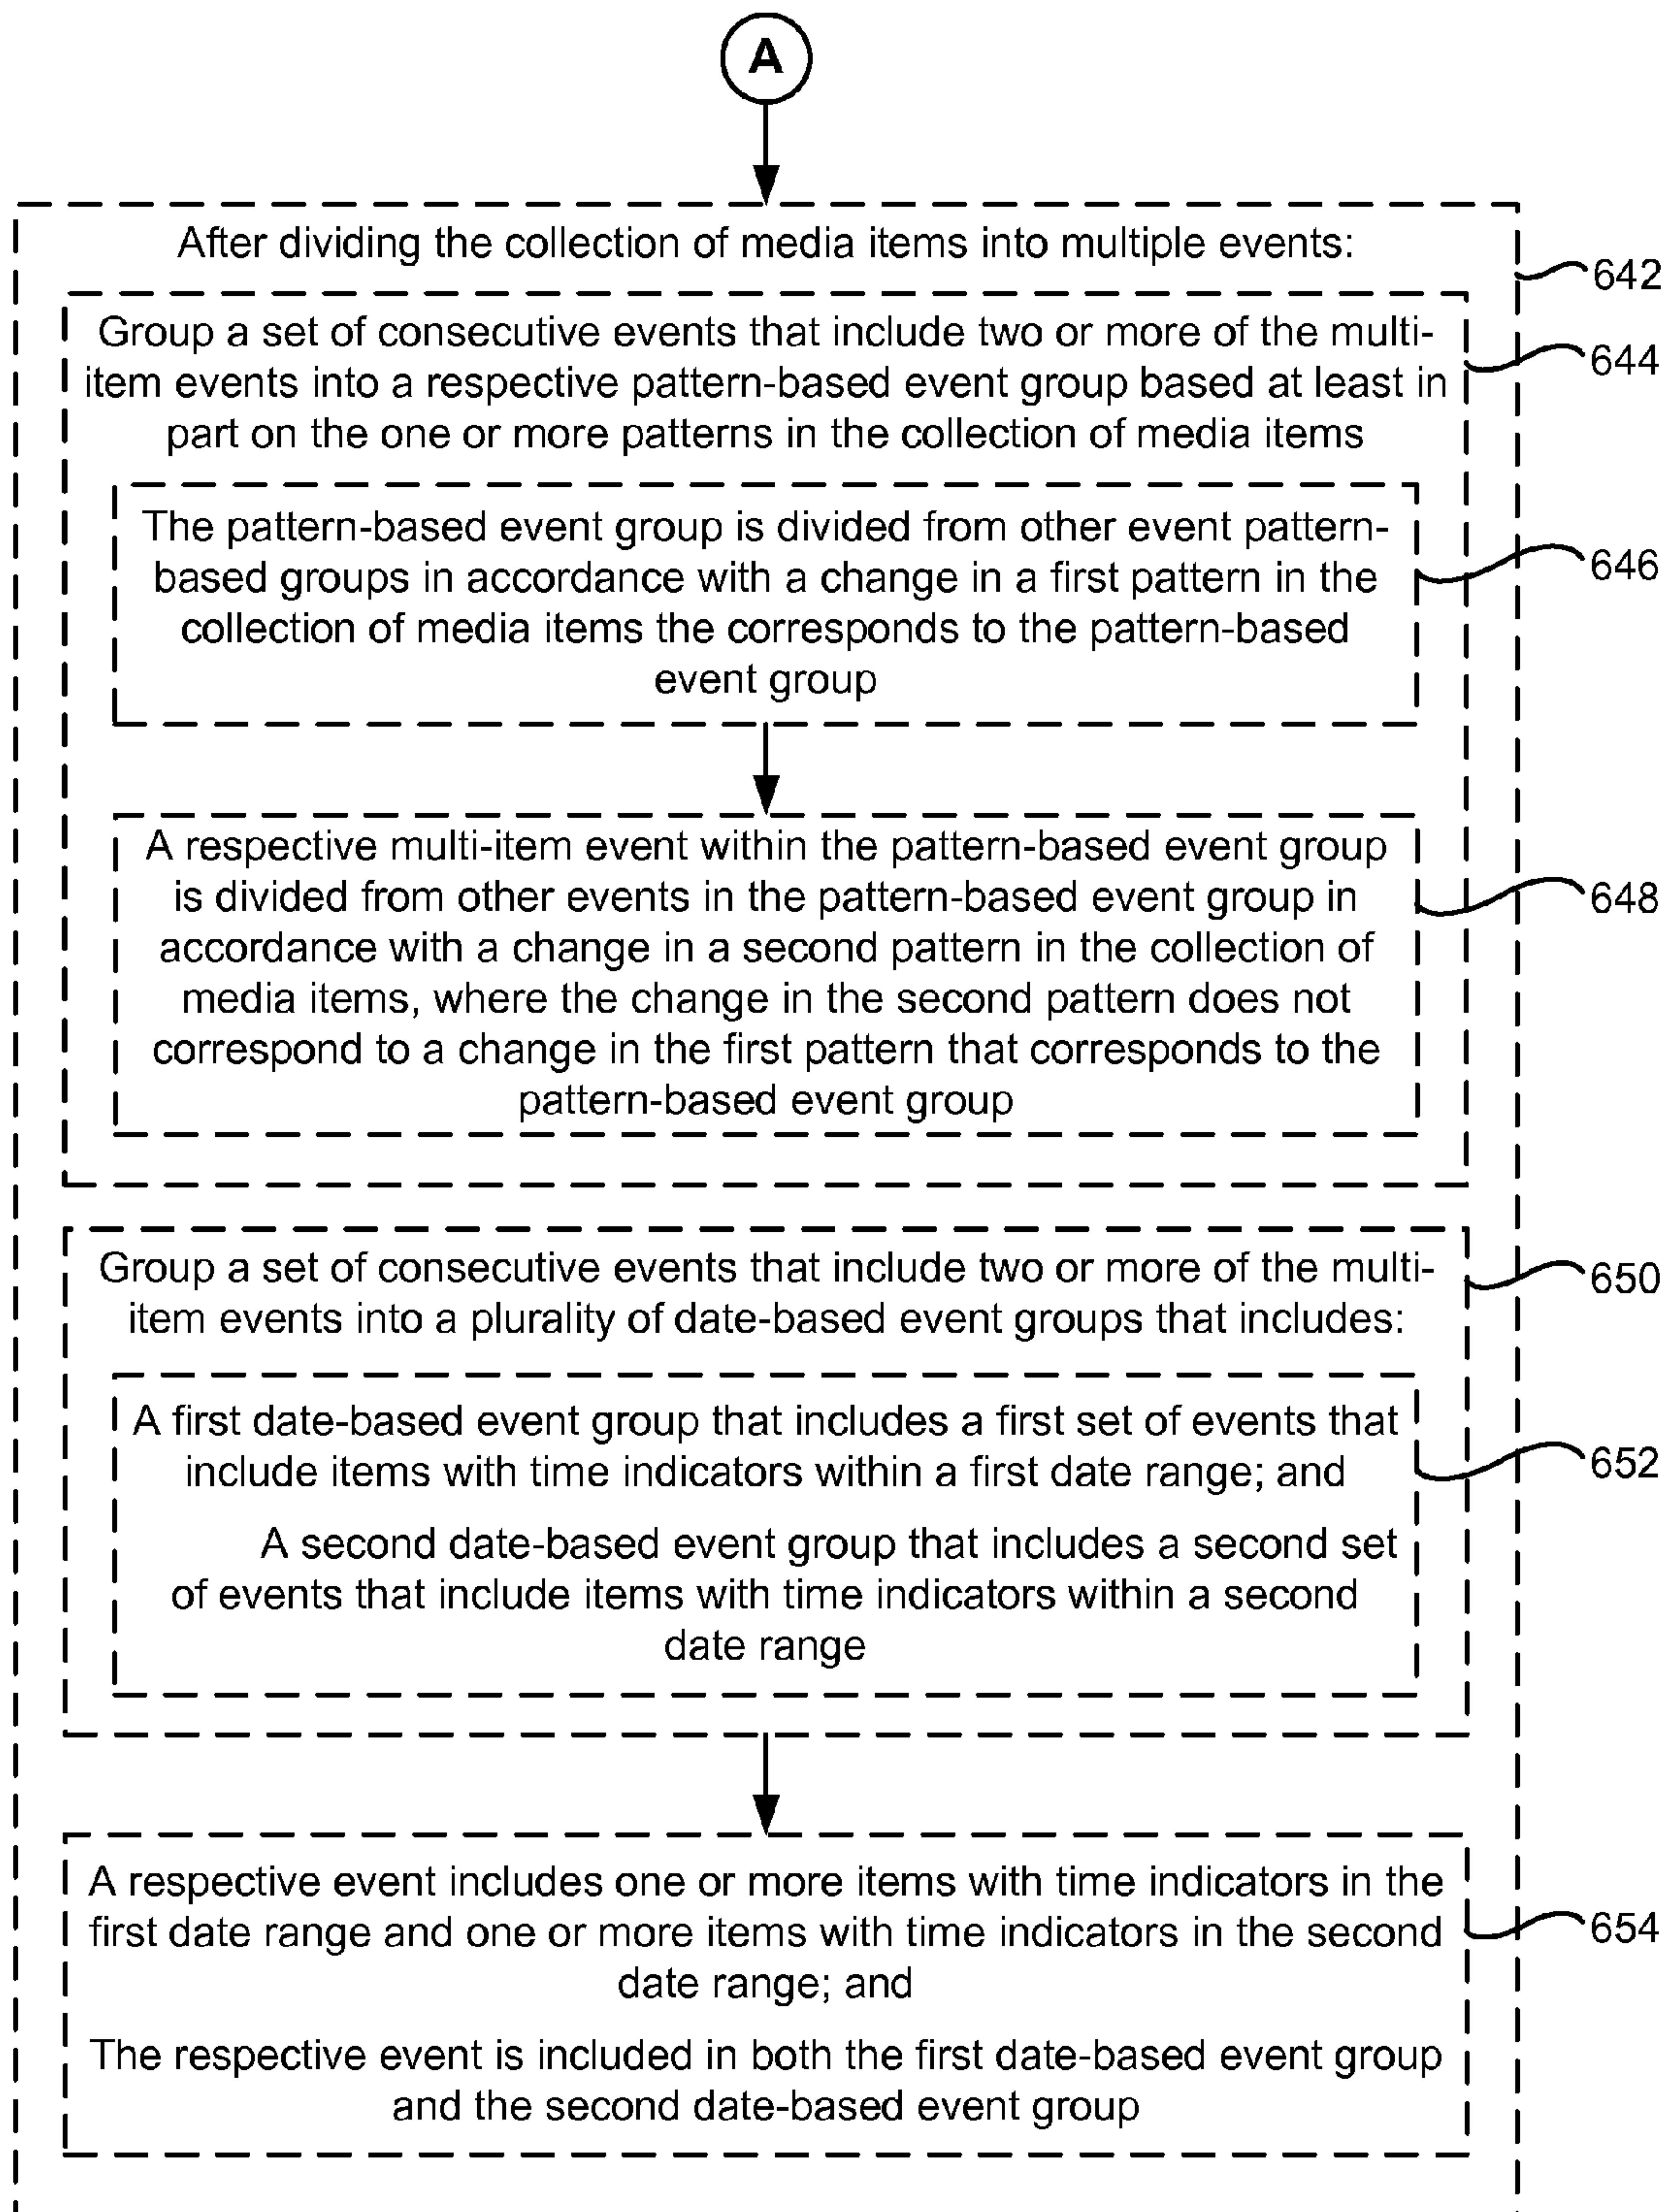 A
After dividing the collection of media items into multiple events:
642
Group a set of consecutive events that include two or more of the multi-
item events into a respective pattern-based event group based at least in
part on the one or more patterns in the collection of media items
644
The pattern-based event group is divided from other event pattern-
based groups in accordance with a change in a first pattern in the
collection of media items the corresponds to the pattern-based
event group
646
A respective multi-item event within the pattern-based event group
is divided from other events in the pattern-based event group in
accordance with a change in a second pattern in the collection of
media items, where the change in the second pattern does not
correspond to a change in the first pattern that corresponds to the
pattern-based event group
648
Group a set of consecutive events that include two or more of the multi-
item events into a plurality of date-based event groups that includes:
650
A first date-based event group that includes a first set of events that
include items with time indicators within a first date range; and
652
A second date-based event group that includes a second set
of events that include items with time indicators within a second
date range
A respective event includes one or more items with time indicators in the
first date range and one or more items with time indicators in the second
date range; and
654
The respective event is included in both the first date-based event group
and the second date-based event group